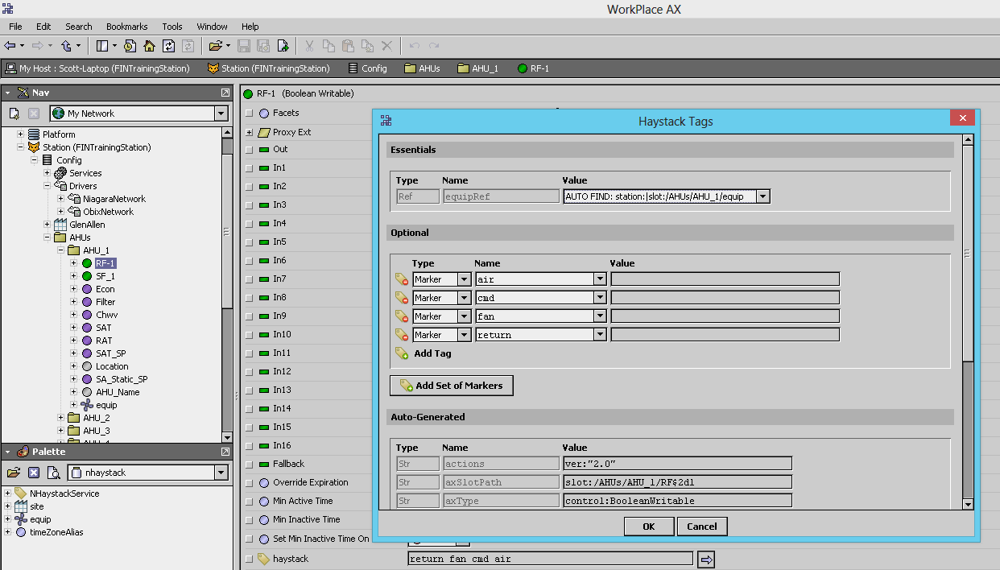 WorkPlace AX
File Edit Search Bookmarks Tools Window Help
My Host : Scott-Laptop (FINTrainingStation) Station (FINTrainingStation) Config AHUs AHU_1 RF-1
Nav
My Network
Platform
Station (FINTrainingStation)
Config
Services
Drivers
NiagaraNetwork
ObixNetwork
GlenAllen
AHUs
AHU_1
RF-1
SF_1
Econ
Filter
Chwv
SAT
RAT
SAT_SP
Location
SA_Static_SP
AHU_Name
equip
AHU_2
AHU_3
Palette
nhaystack
NHaystackService
site
equip
timeZoneAlias
RF-1 (Boolean Writable)
Facets
Proxy Ext
Out
In1
In2
In3
In4
In5
In6
In7
In8
In9
In10
In11
In12
In13
In14
In15
In16
Fallback
Override Expiration
Min Active Time
Min Inactive Time
Set Min Inactive Time On
haystack return fan cmd air
Haystack Tags
Essentials
Type Name Value
Ref equipRef AUTO FIND: station:|slot:/AHUs/AHU_1/equip
Optional
Type Name Value
Marker air
Marker cmd
Marker fan
Marker return
Add Tag
Add Set of Markers
Auto-Generated
Type Name Value
Str actions ver:"2.0"
Str axSlotPath slot:/AHUs/AHU_1/RF$2d1
Str axType control:BooleanWritable
OK Cancel